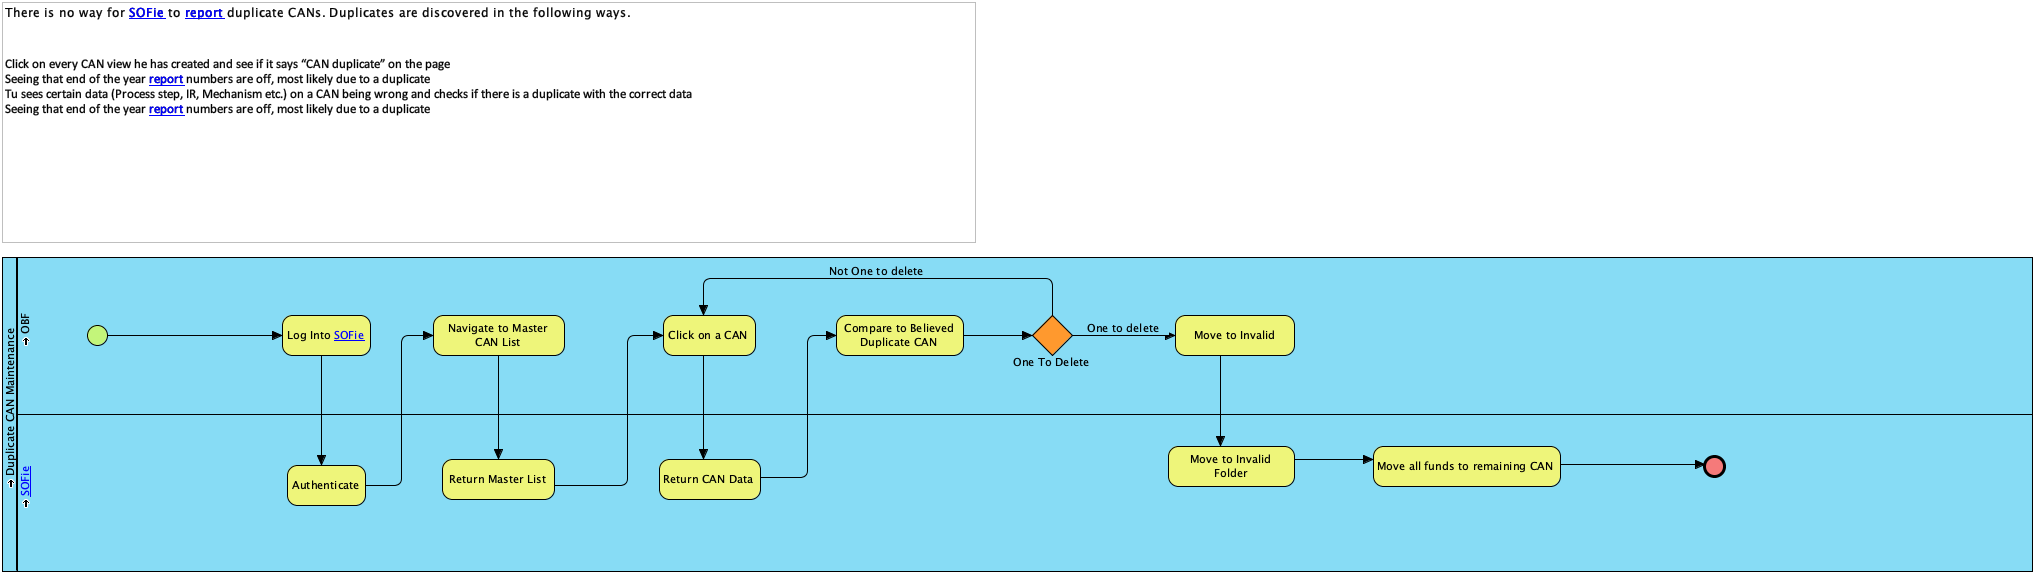 There is no way for SOFie to report duplicate CANs. Duplicates are discovered in the following ways.
Click on every CAN view he has created and see if it says “CAN duplicate” on the page
Seeing that end of the year report numbers are off, most likely due to a duplicate
Tu sees certain data (Process step, IR, Mechanism etc.) on a CAN being wrong and checks if there is a duplicate with the correct data
Seeing that end of the year report numbers are off, most likely due to a duplicate
Duplicate CAN Maintenance
OBF
Not One to delete
Log Into SOFie
Navigate to Master
CAN List
Click on a CAN
Compare to Believed
Duplicate CAN
One To Delete
One to delete
Move to Invalid
SOFie
Authenticate
Return Master List
Return CAN Data
Move to Invalid
Folder
Move all funds to remaining CAN